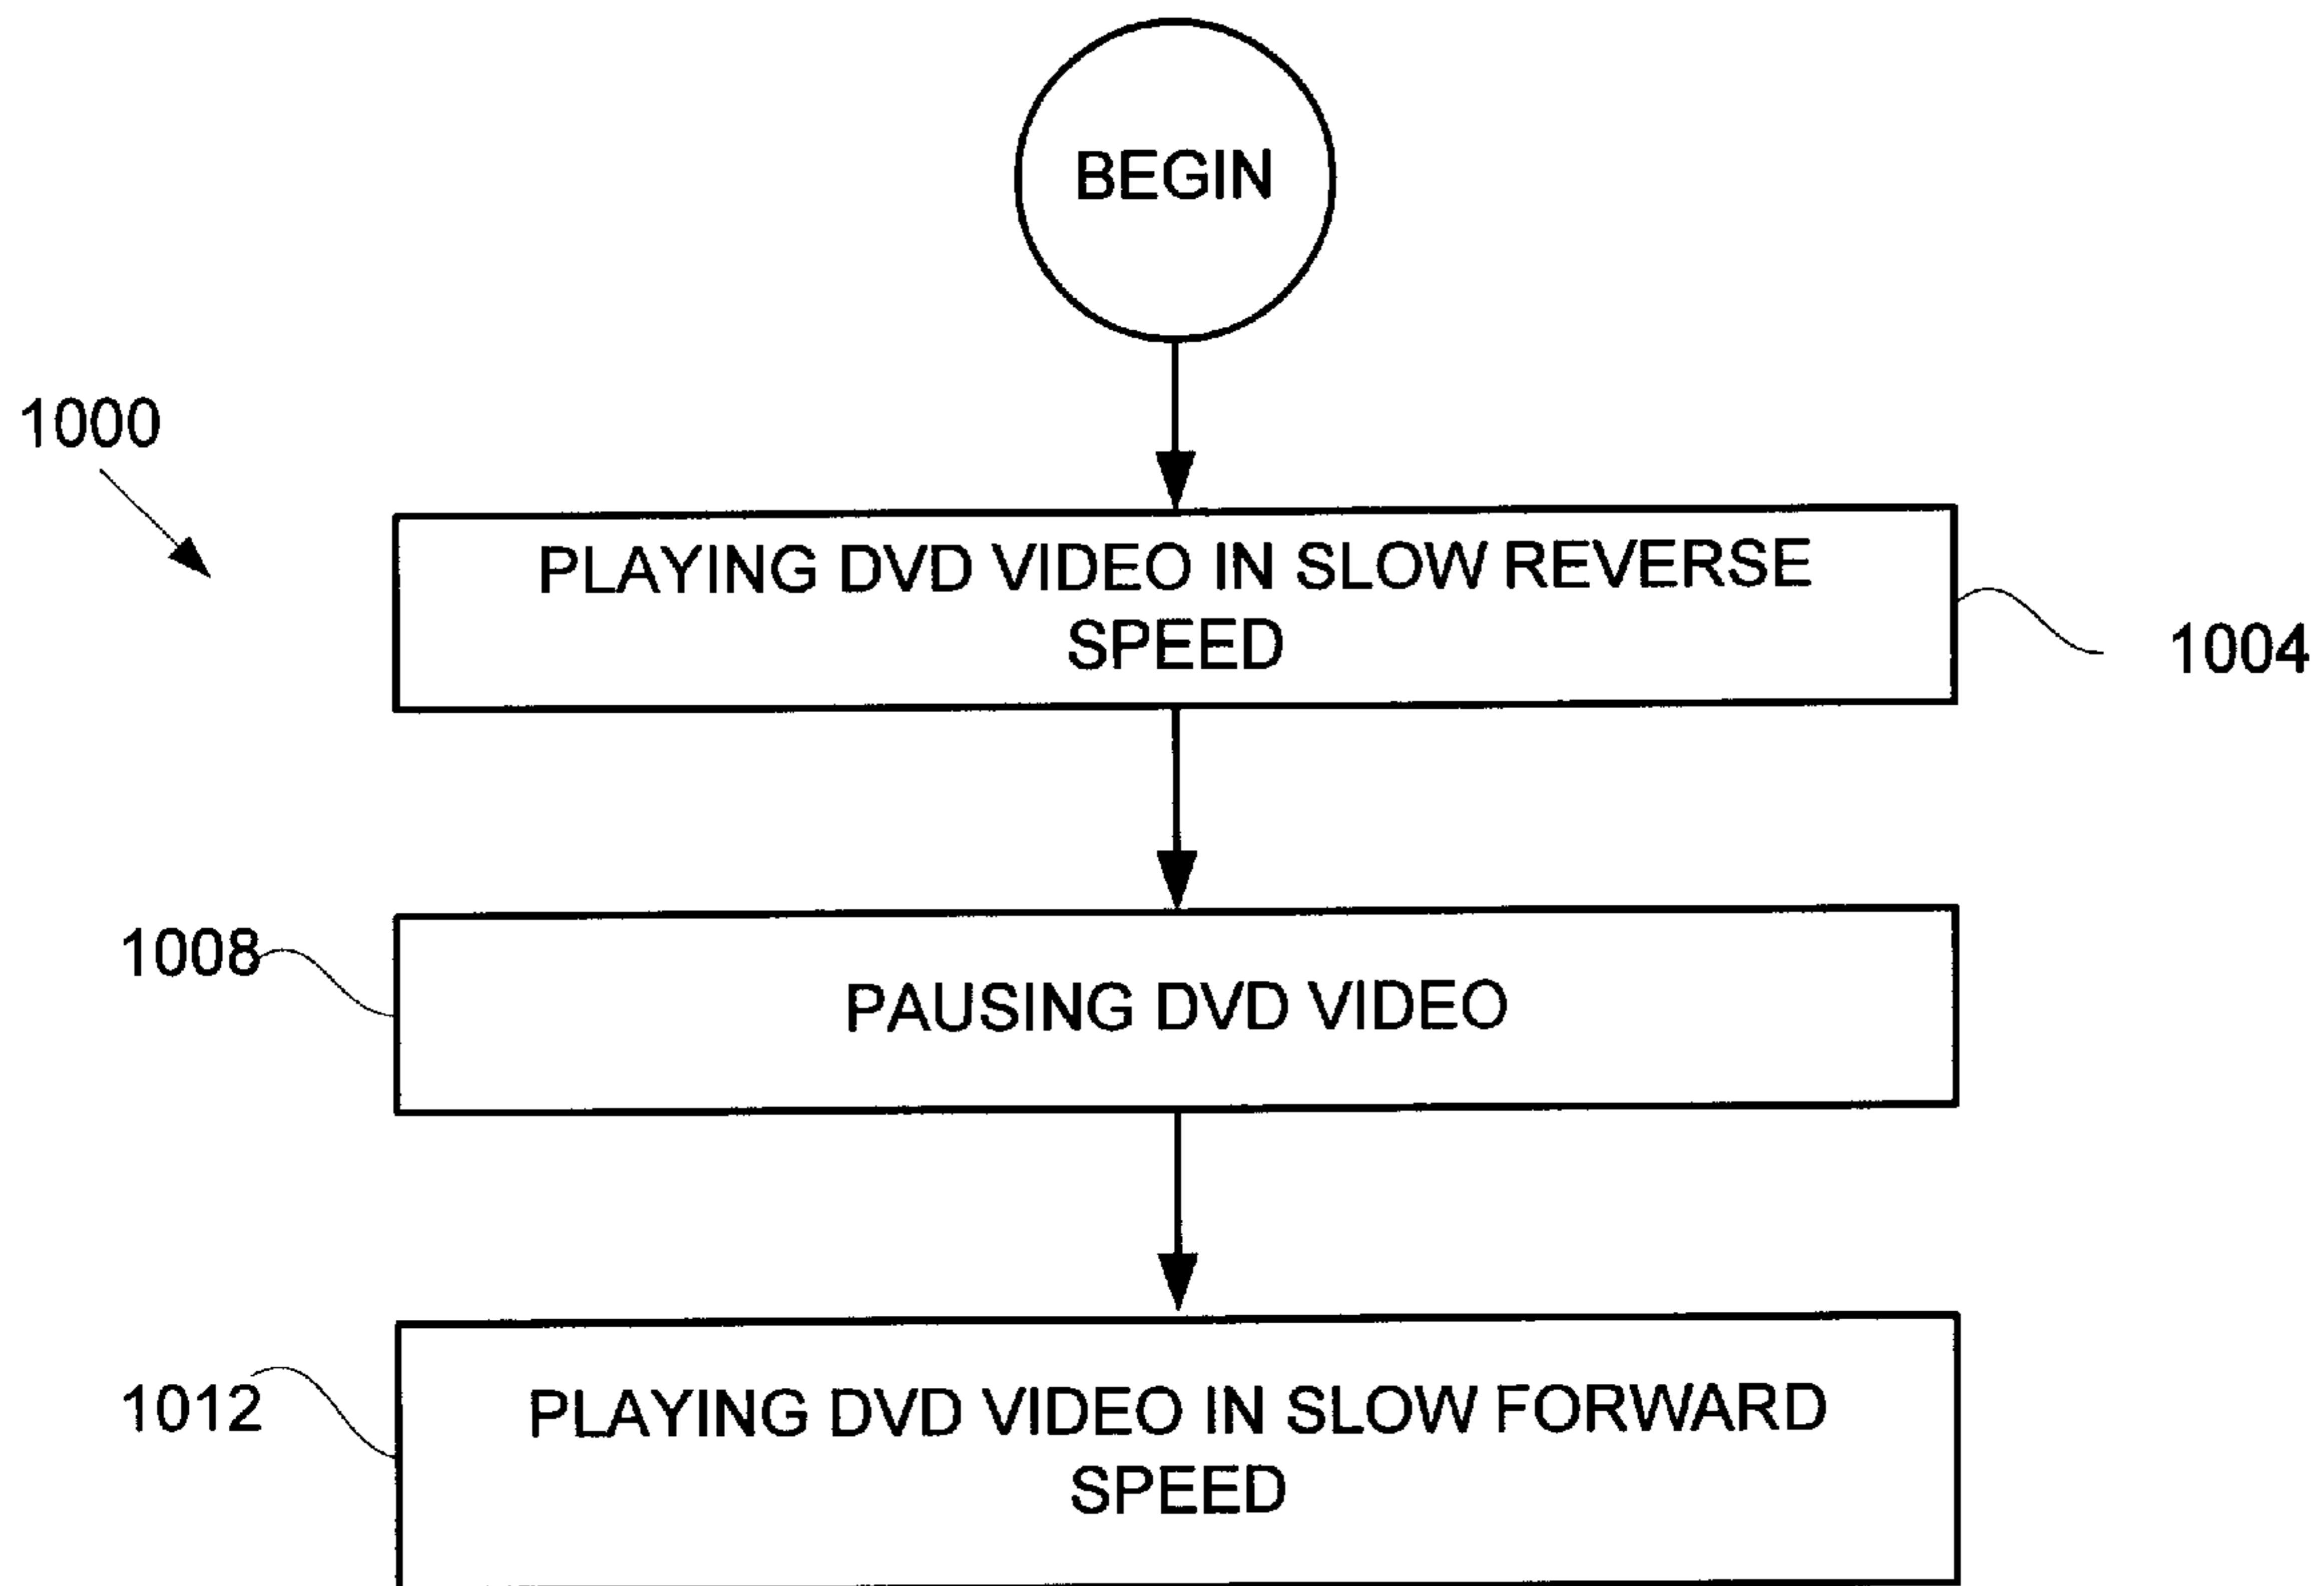 BEGIN
1000
PLAYING DVD VIDEO IN SLOW REVERSE
SPEED
1004
1008
PAUSING DVD VIDEO
1012
PLAYING DVD VIDEO IN SLOW FORWARD
SPEED